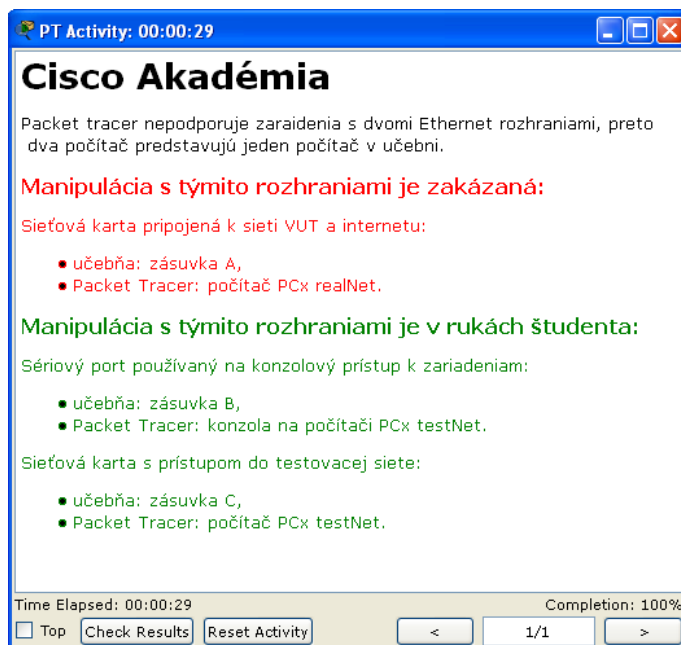 PT Activity: 00:00:29
Cisco Akadémia
Packet tracer nepodporuje zaraidenia s dvomi Ethernet rozhraniami, preto
dva počítač predstavujú jeden počítač v učebni.
Manipulácia s týmito rozhraniami je zakázaná:
Sieťová karta pripojená k sieti VUT a internetu:
• učebňa: zásuvka A,
• Packet Tracer: počítač PCx realNet.
Manipulácia s týmito rozhraniami je v rukách študenta:
Sériový port používaný na konzolový prístup k zariadeniam:
• učebňa: zásuvka B,
• Packet Tracer: konzola na počítači PCx testNet.
Sieťová karta s prístupom do testovacej siete:
• učebňa: zásuvka C,
• Packet Tracer: počítač PCx testNet.
Time Elapsed: 00:00:29 Completion: 100%
Top Check Results Reset Activity < 1/1 >